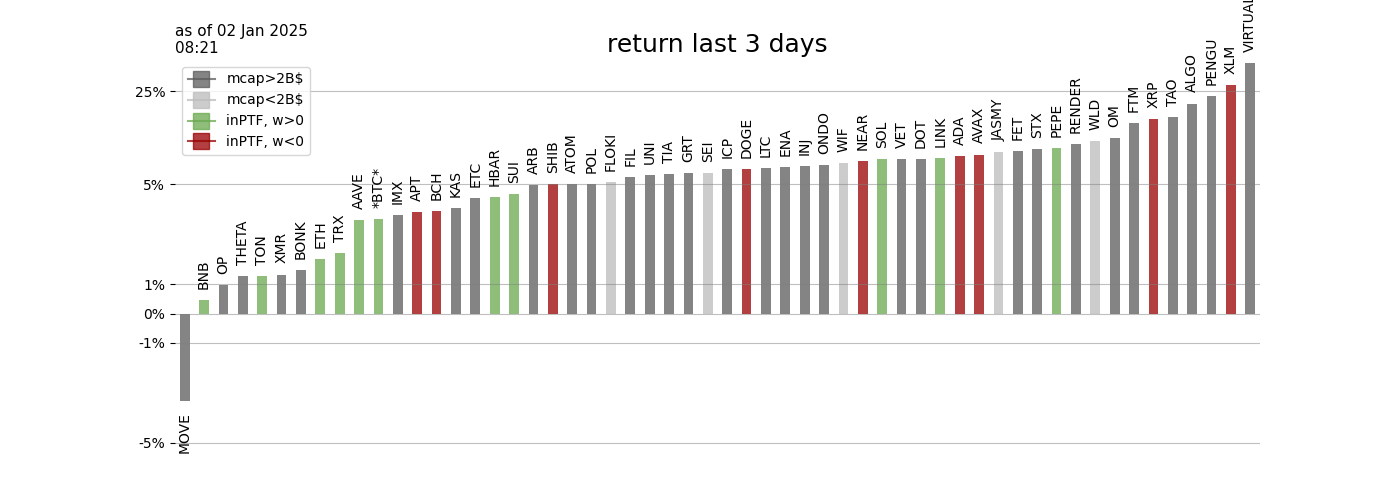 as of 02 Jan 2025
08:21
return last 3 days
mcap>2B$
mcap<2B$
inPTF, w>0
inPTF, w<0
25%
5%
1%
0%
-1%
-5%
MOVE
BNB
OP
THETA
TON
XMR
BONK
ETH
TRX
AAVE
*BTC*
IMX
APT
BCH
KAS
ETC
HBAR
SUI
ARB
SHIB
ATOM
POL
FLOKI
FIL
UNI
TIA
GRT
SEI
ICP
DOGE
LTC
ENA
INJ
ONDO
WIF
NEAR
SOL
VET
DOT
LINK
ADA
AVAX
JASMY
FET
STX
PEPE
RENDER
WLD
OM
FTM
XRP
TAO
ALGO
PENGU
XLM
VIRTUAL